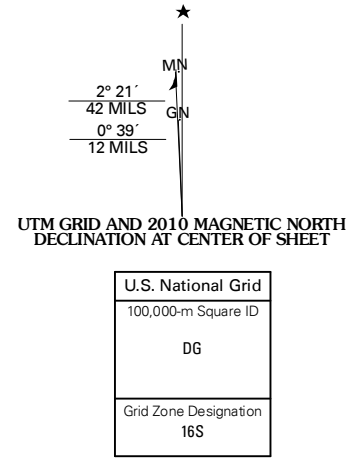 MN
2° 21´
42 MILS
GN
0° 39´
12 MILS
UTM GRID AND 2010 MAGNETIC NORTH
DECLINATION AT CENTER OF SHEET
U.S. National Grid
100,000-m Square ID
DG
Grid Zone Designation
16S